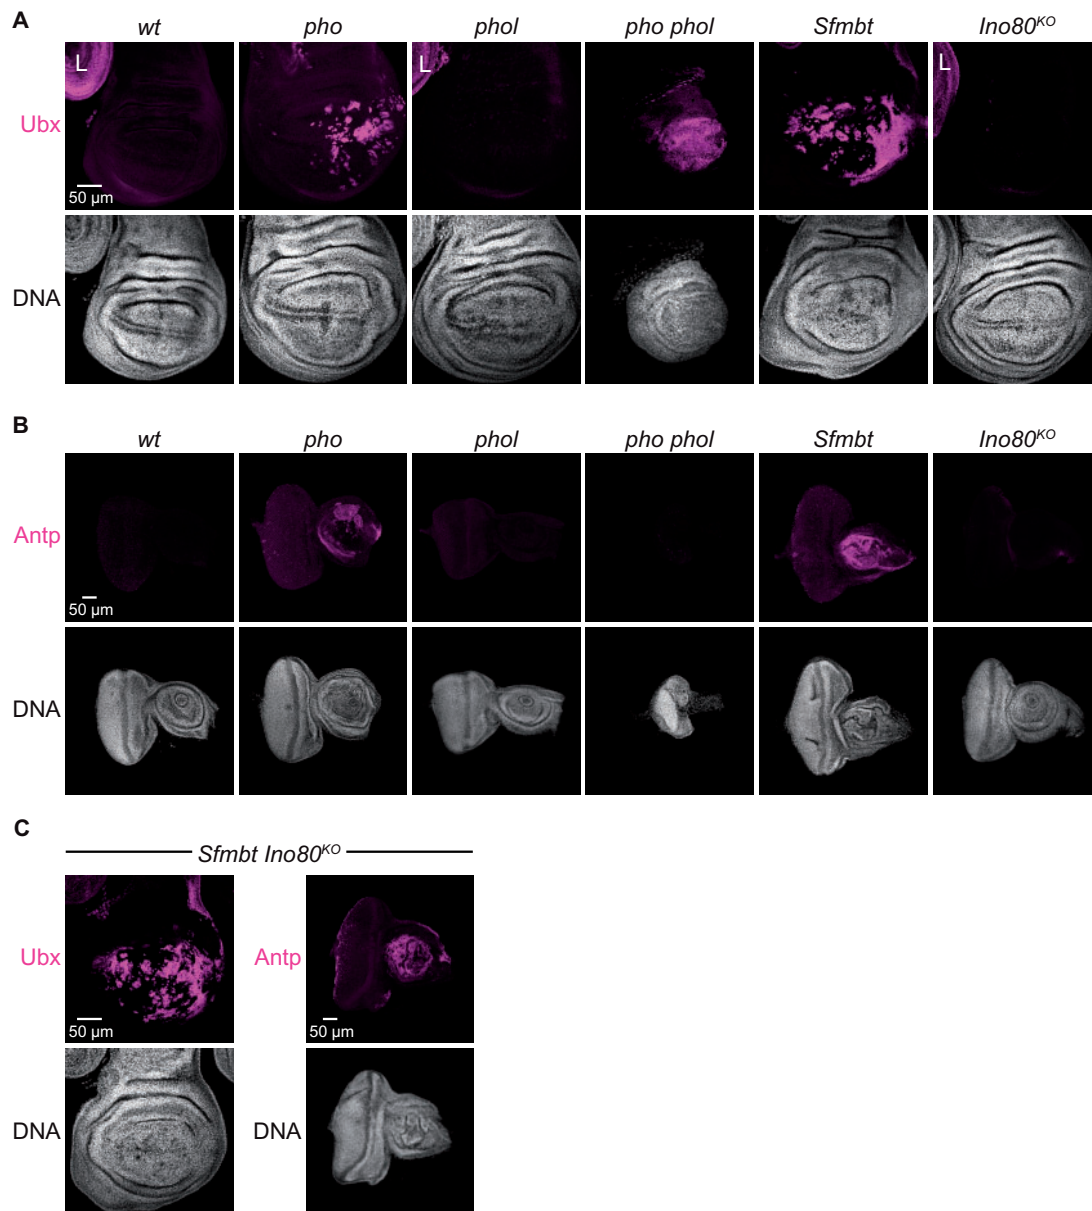 A
wt pho phol pho phol Sfmbt Ino80KO
L L L
Ubx
50 μm
DNA
B
wt pho phol pho phol Sfmbt Ino80KO
Antp
50 μm
DNA
C
Sfmbt Ino80KO
Ubx Antp
50 μm 50 μm
DNA DNA